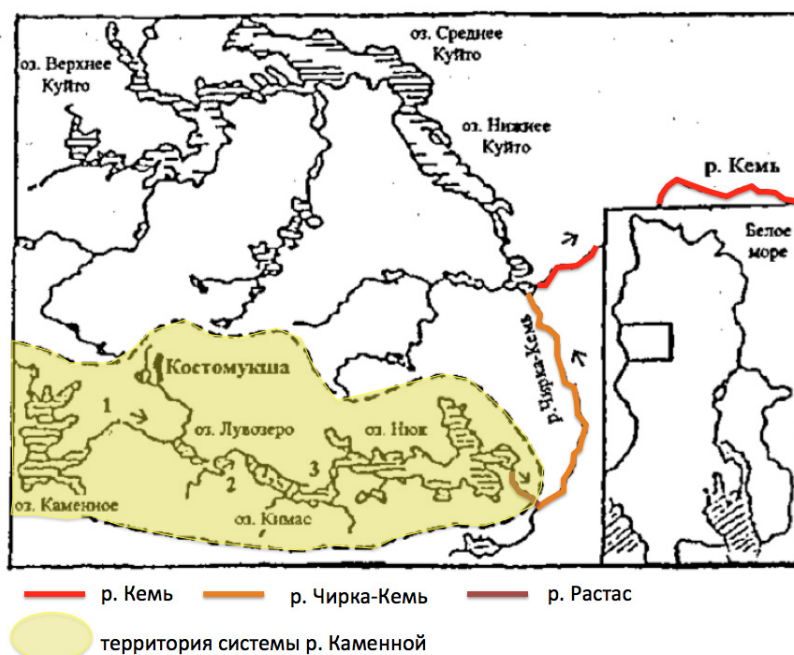 оз. Среднее
Куйто
оз. Верхнее
Куйто
оз. Нижнее
Куйто
р. Кемь
Белое
море
р. Чирка-Кемь
Костомукша
1
оз. Лувозеро
оз. Нюк
2
3
оз. Каменное
оз. Кимас
р. Кемь
р. Чирка-Кемь
р. Растас
территория системы р. Каменной